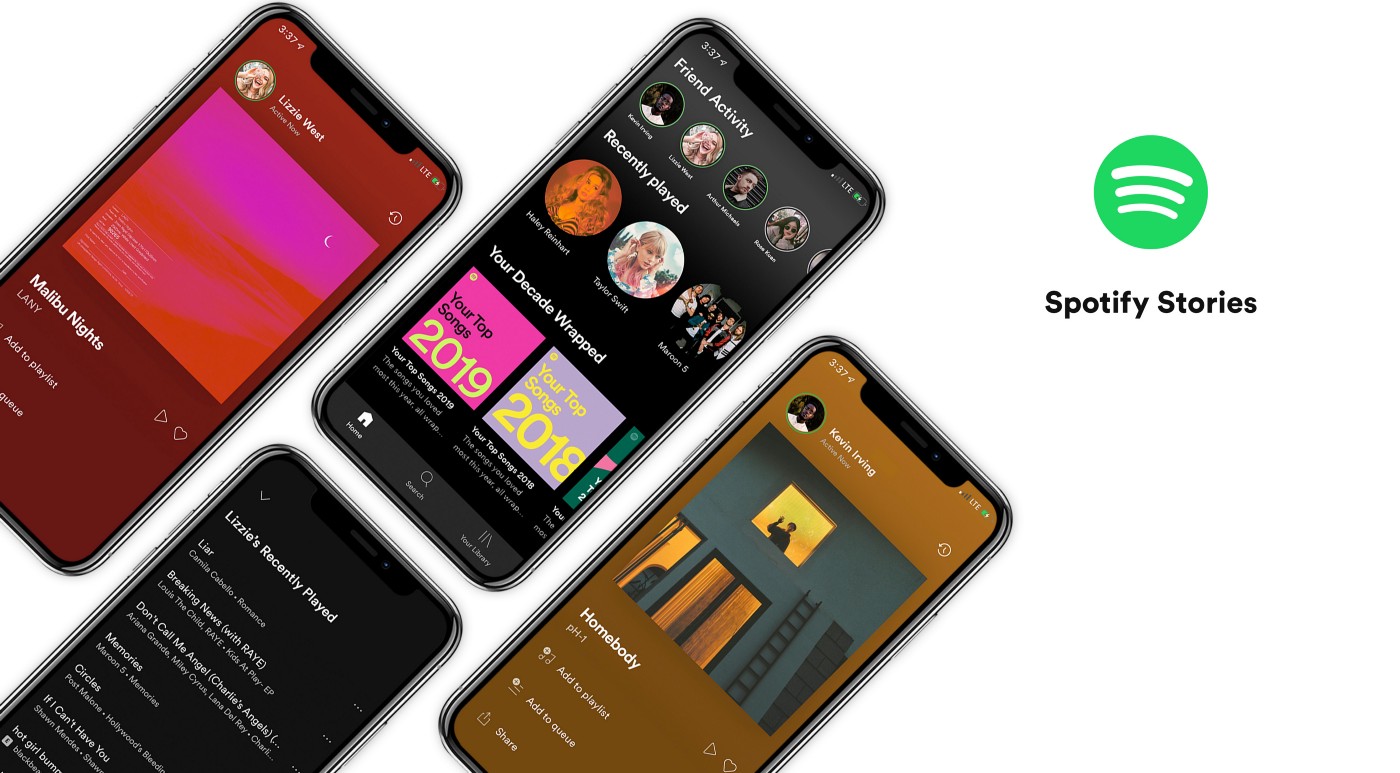 3:37
Lizzie West
Active Now
LTE
Malibu Nights
LANY
Add to playlist
queue
3:37
LTE
Friend Activity
Kevin Irving
Lizzie West
Arthur Micheals
Rose Kuan
Recently played
Haley Reinhart
Taylor Swift
Maroon 5
Your Decade Wrapped
Your Top
Songs
2019
Your Top Songs 2019
The songs you loved
most this year, all wrap...
Your Top
Songs
2018
Your Top Songs 2018
The songs you loved
most this year, all wrap...
You
The
mos
Home
Search
Your Library
Spotify Stories
Lizzie's Recently Played
Liar
Camila Cabello • Romance
Breaking News (with RAYE)
Louis The Child, RAYE • Kids At Play- EP
Don't Call Me Angel (Charlie's Angels) (...
Ariana Grande, Miley Cyrus, Lana Del Rey • Charli...
Memories
Maroon 5 • Memories
Circles
Post Malone • Hollywood's Bleedin
If I Can't Have You
Shawn Mendes • Shawn
hot girl bum
blackbea
3:37
LTE
Kevin Irving
Active Now
Homebody
pH-1
Add to playlist
Add to queue
Share